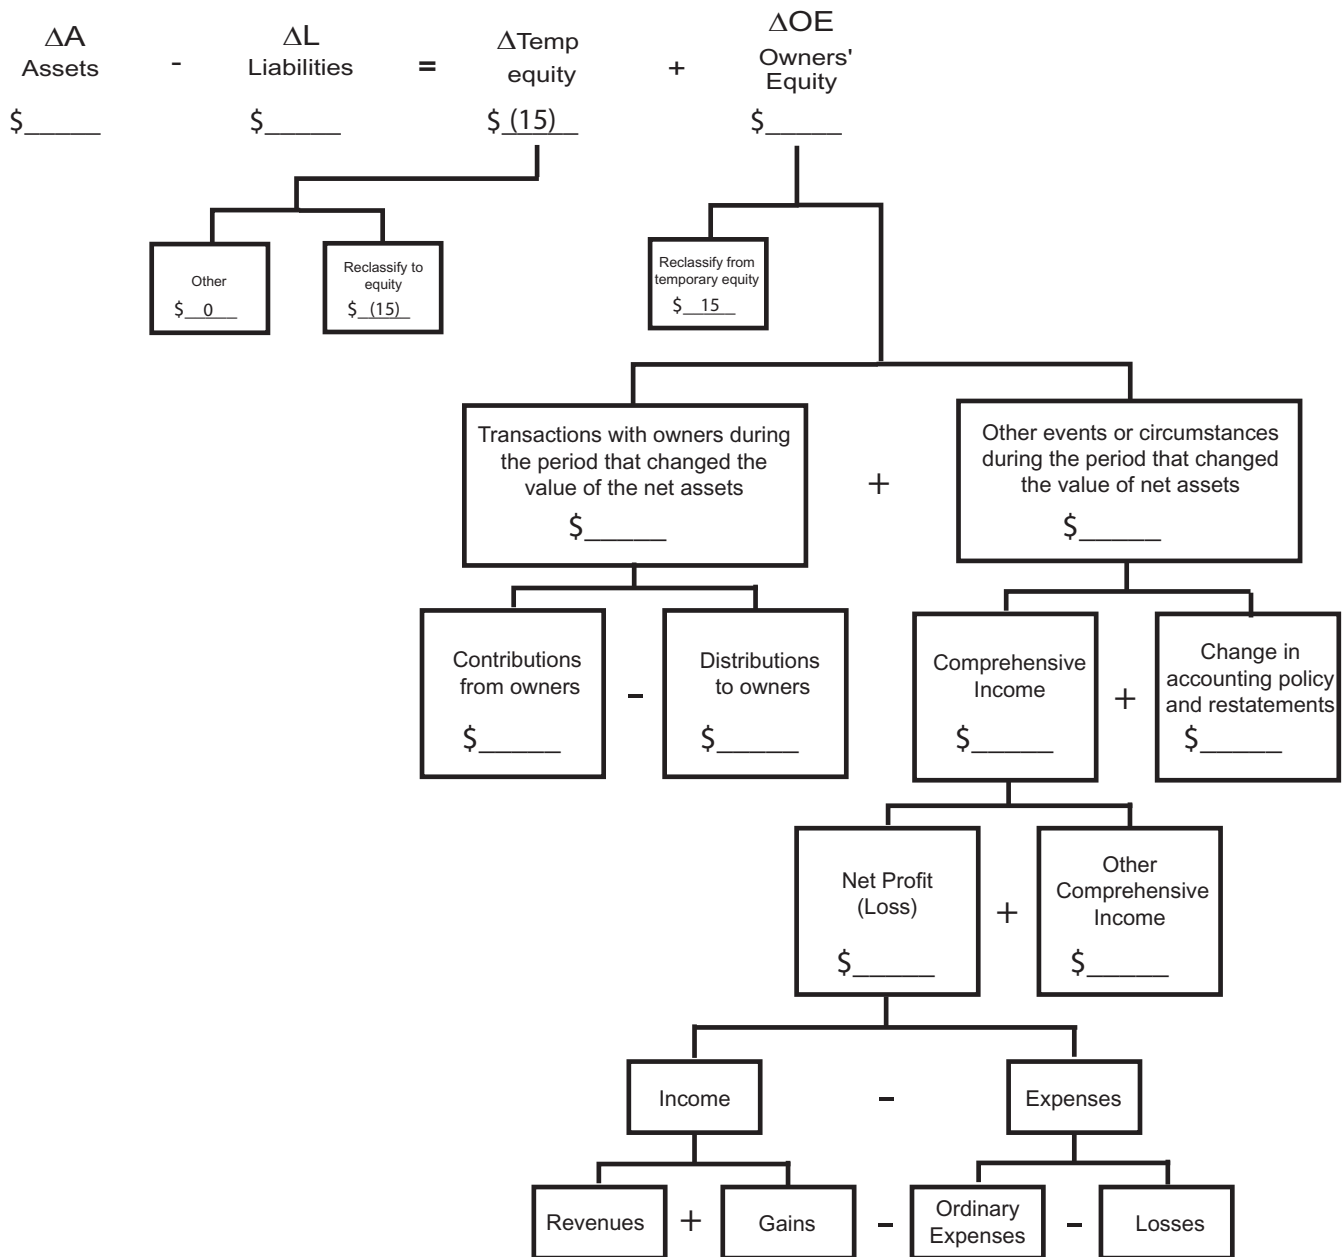 ΔA
Assets
-
ΔL
Liabilities
=
ΔTemp
equity
+
ΔOE
Owners'
Equity
$_____
$_____
$_(15)_
$_____
Other
$__0__
Reclassify to
equity
$_(15)_
Reclassify from
temporary equity
$__15__
Transactions with owners during
the period that changed the
value of the net assets
$_____
+
Other events or circumstances
during the period that changed
the value of net assets
$_____
Contributions
from owners
$_____
-
Distributions
to owners
$_____
Comprehensive
Income
$_____
+
Change in
accounting policy
and restatements
$_____
Net Profit
(Loss)
$_____
+
Other
Comprehensive
Income
$_____
Income
-
Expenses
Revenues
+
Gains
-
Ordinary
Expenses
-
Losses